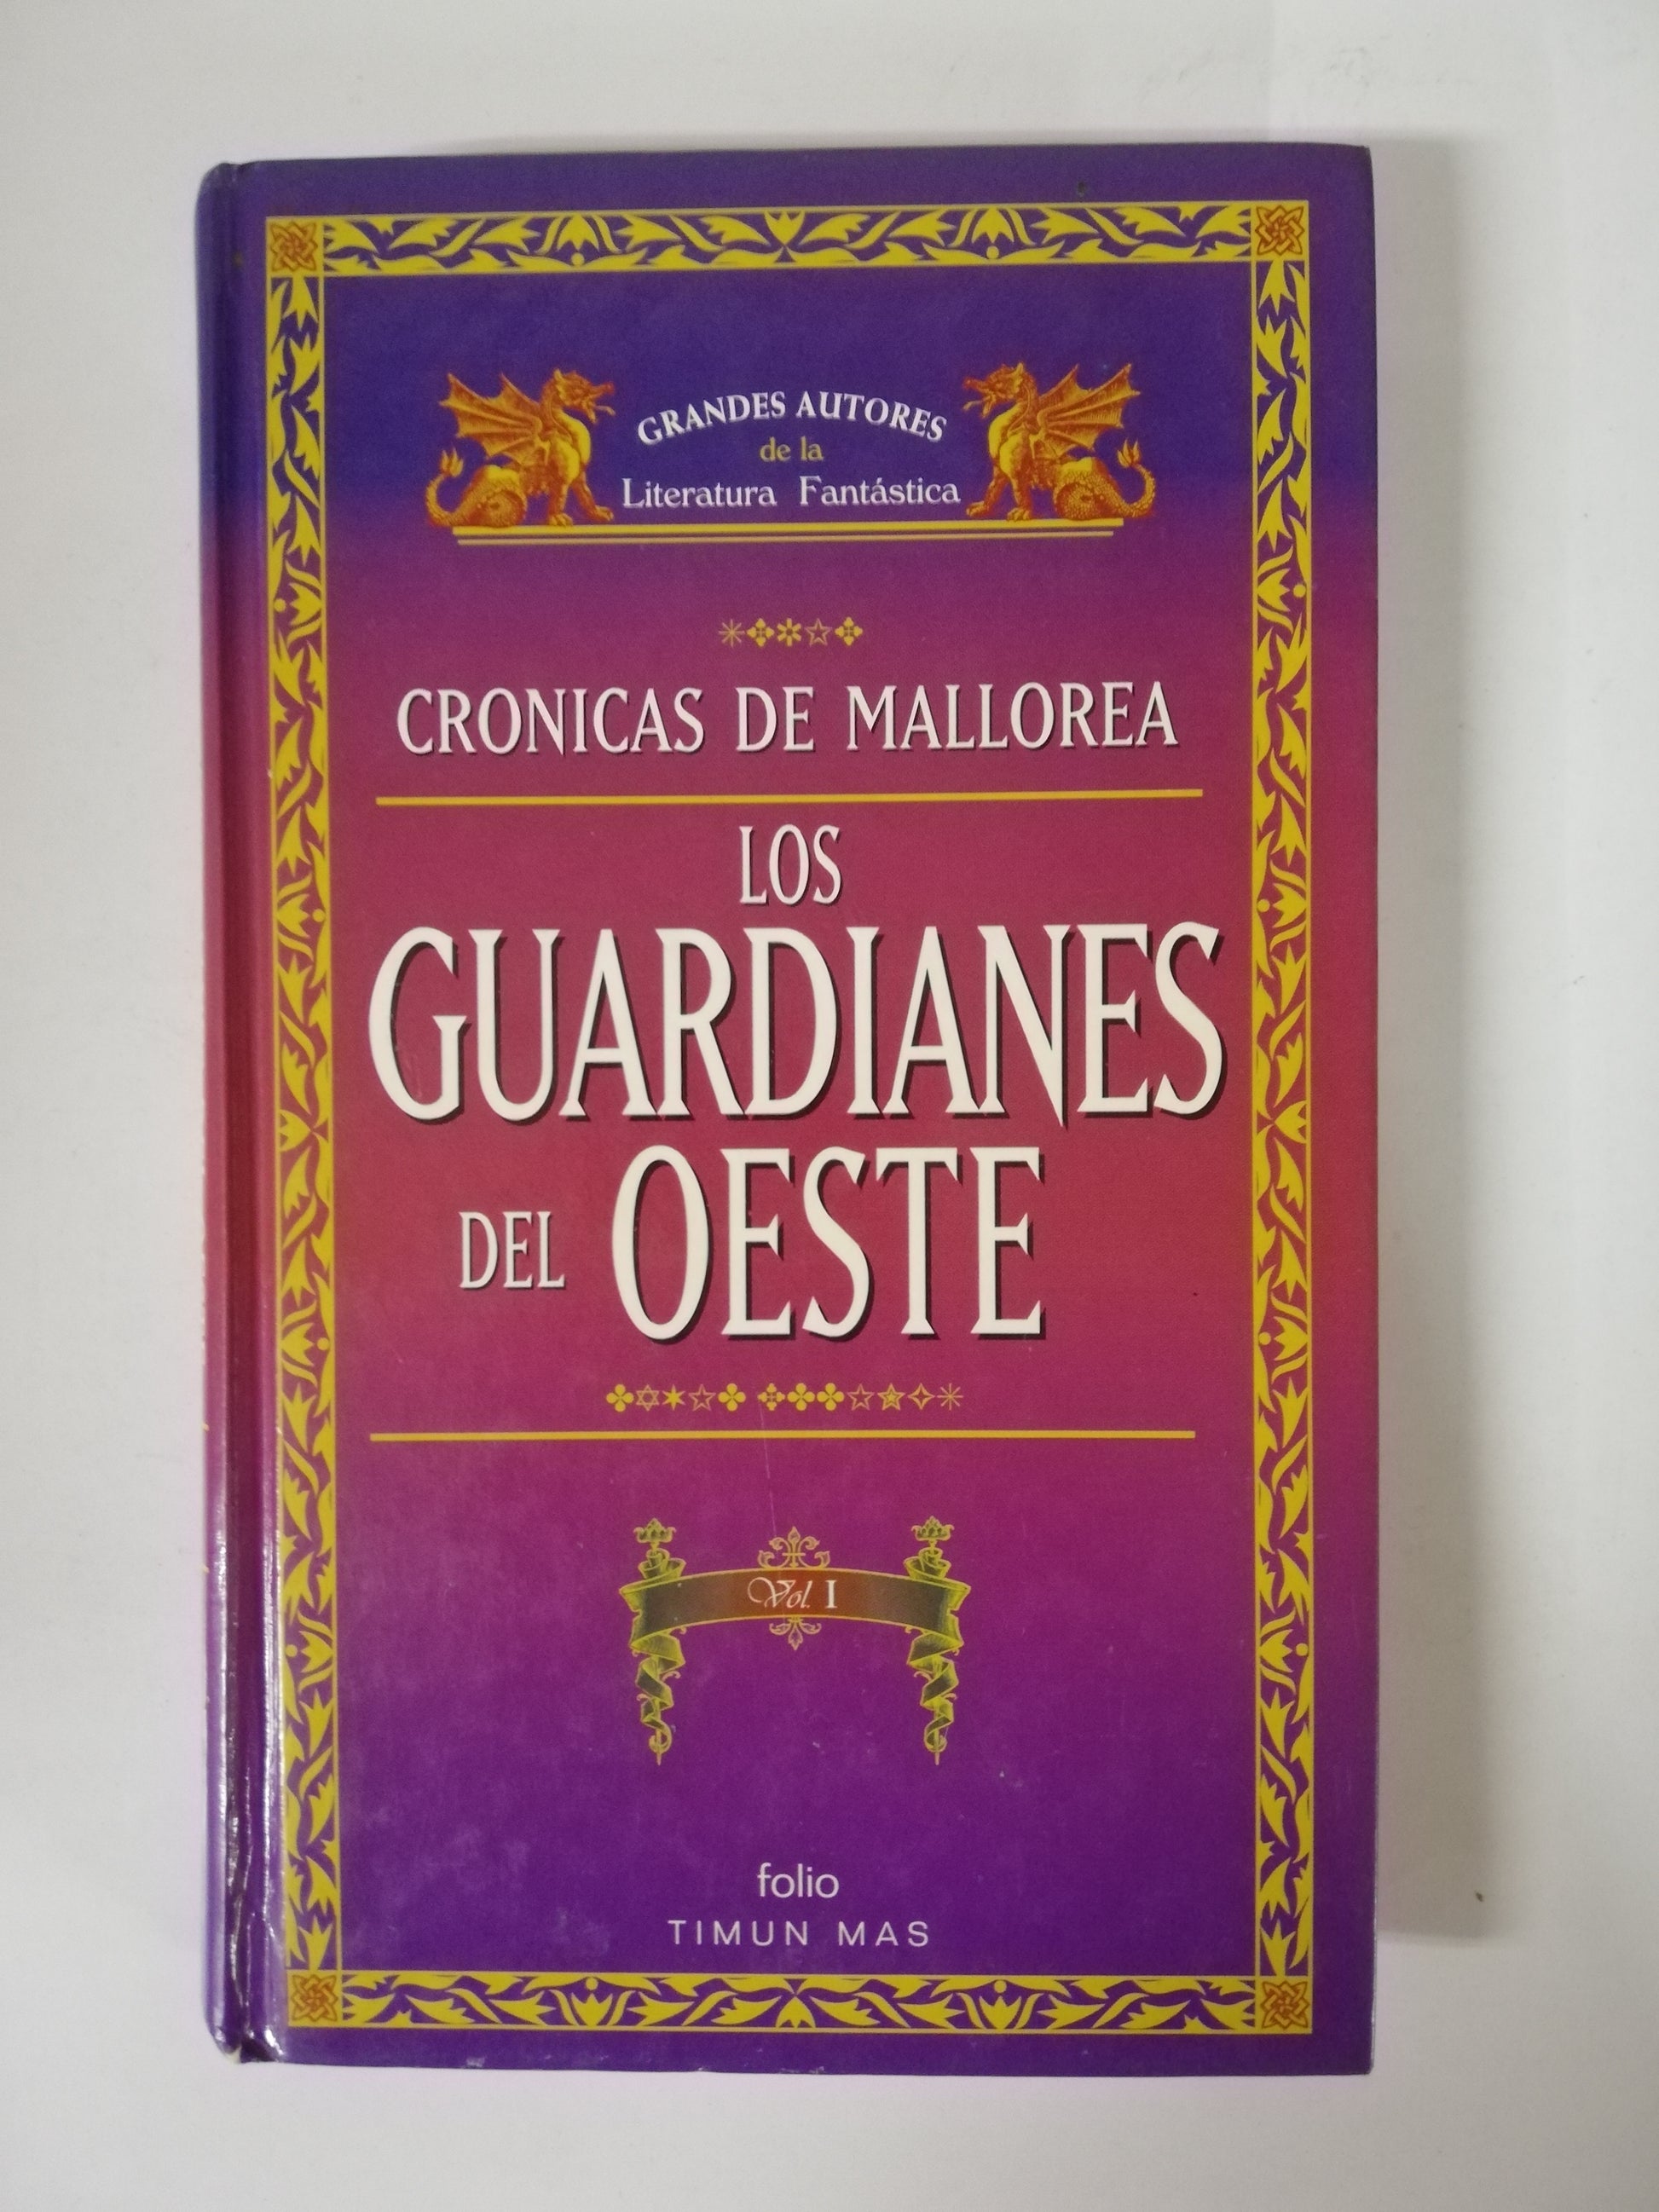 GRANDES AUTORES
de la
Literatura Fantástica
CRONICAS DE MALLOREA
LOS
GUARDIANES
DEL OESTE
Vol. I
folio
TIMUN MAS